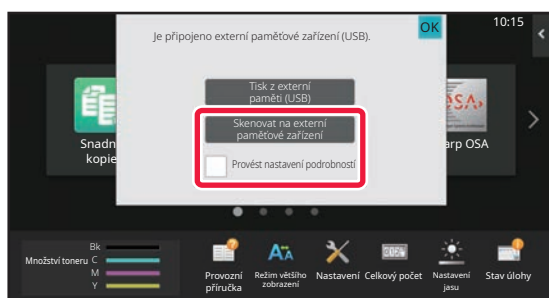 10:15
Je připojeno externí paměťové zařízení (USB).
OK
Tisk z externí
paměti (USB)
Skenovat na externí
paměťové zařízení
Provést nastavení podrobností
Snadn
kopie
arp OSA
Množství toneru
Bk
C
M
Y
Provozní
příručka
Režim většího
zobrazení
Nastavení
Celkový počet
Nastavení
jasu
Stav úlohy